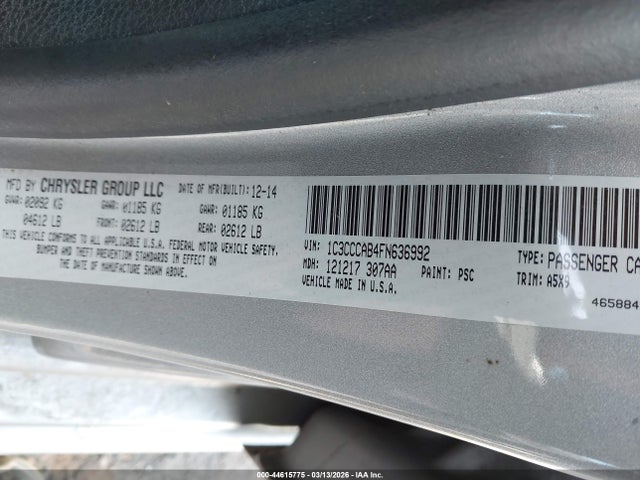 MFD BY CHRYSLER GROUP LLC DATE OF MFR(BUILT): 12-14
GVWR: 02092 KG GAWR: 01185 KG GAWR: 01185 KG
04612 LB FRONT: 02612 LB REAR: 02612 LB
THIS VEHICLE CONFORMS TO ALL APPLICABLE U.S.A. FEDERAL MOTOR VEHICLE SAFETY,
BUMPER AND THEFT PREVENTION STANDARDS IN EFFECT ON
THE DATE OF MANUFACTURE SHOWN ABOVE.
VIN: 1C3CCCAB4FN636992 TYPE: PASSENGER CA
MDH: 121217 307AA PAINT: PSC TRIM: A5X9
VEHICLE MADE IN U.S.A.
465884
000-44615775 - 03/13/2026 - IAA Inc.